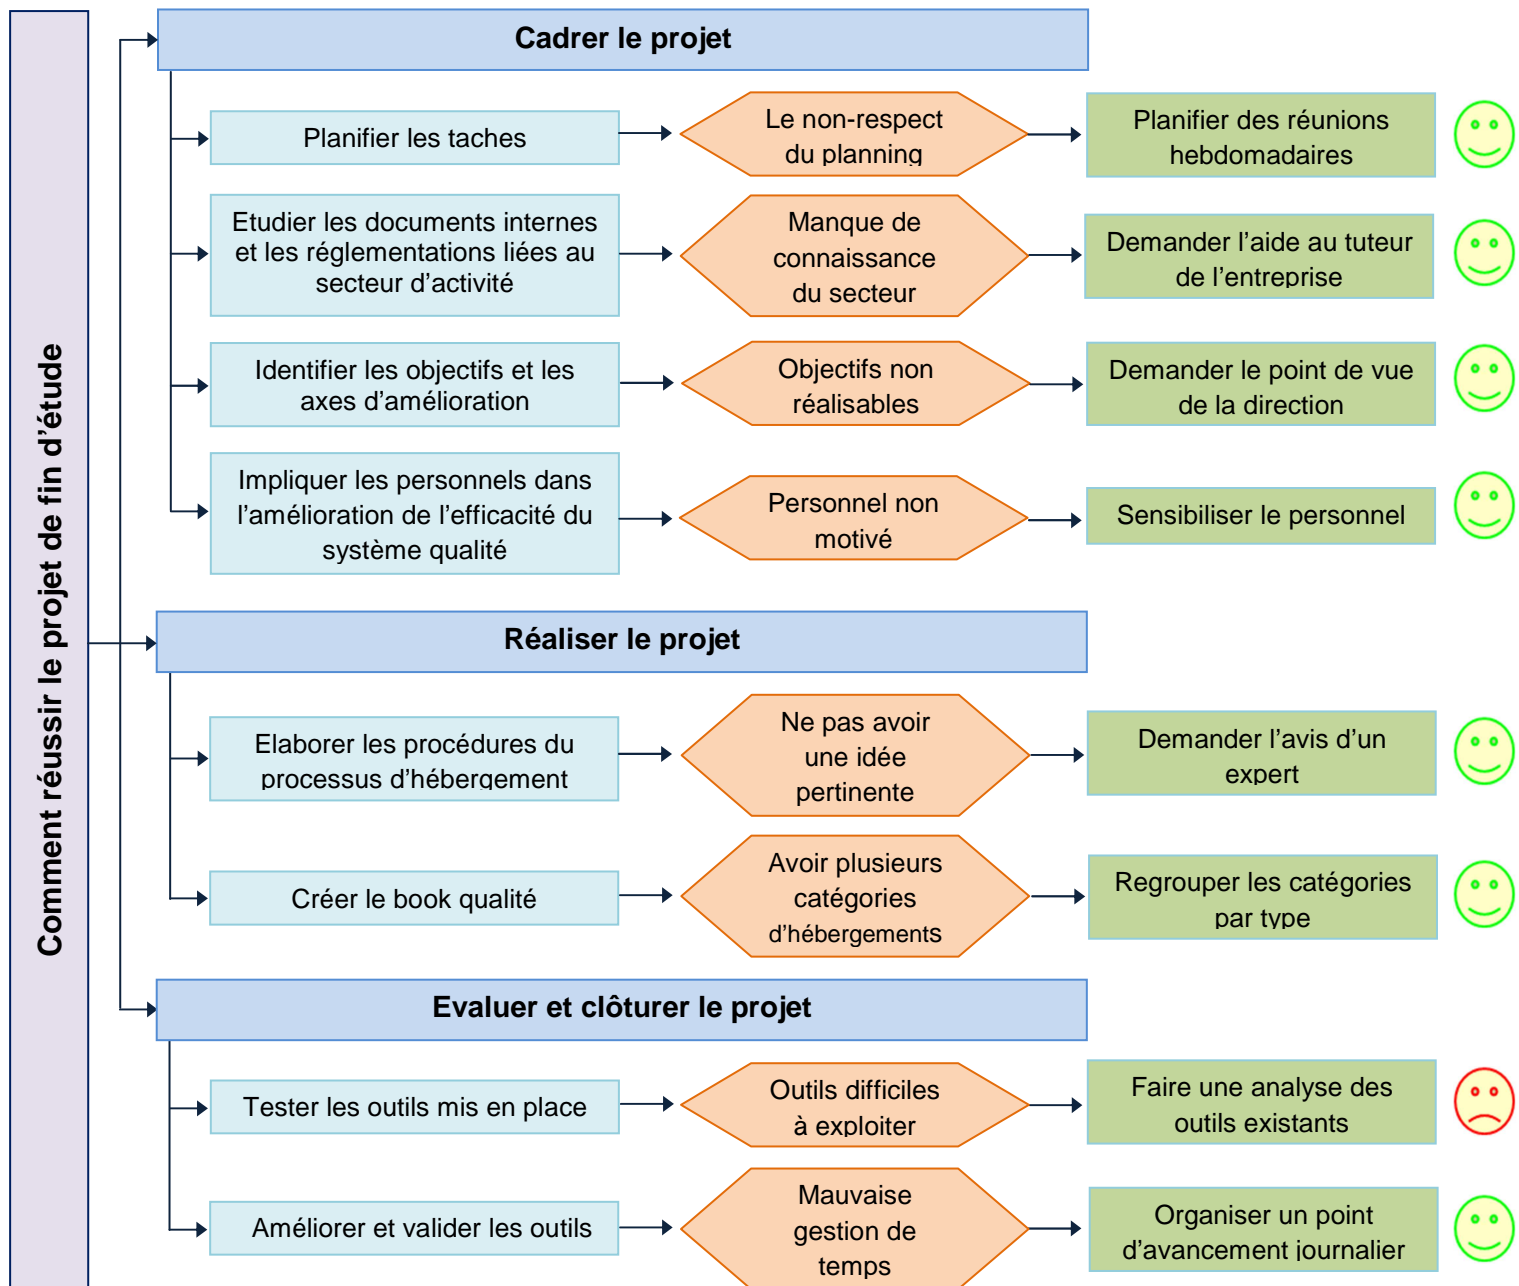 Comment réussir le projet de fin d'étude
Cadrer le projet
Planifier les taches
Le non-respect
du planning
Planifier des réunions
hebdomadaires
Etudier les documents internes
et les réglementations liées au
secteur d'activité
Manque de
connaissance
du secteur
Demander l'aide au tuteur
de l'entreprise
Identifier les objectifs et les
axes d'amélioration
Objectifs non
réalisables
Demander le point de vue
de la direction
Impliquer les personnels dans
l'amélioration de l'efficacité du
système qualité
Personnel non
motivé
Sensibiliser le personnel
Réaliser le projet
Elaborer les procédures du
processus d'hébergement
Ne pas avoir
une idée
pertinente
Demander l'avis d'un
expert
Créer le book qualité
Avoir plusieurs
catégories
d'hébergements
Regrouper les catégories
par type
Evaluer et clôturer le projet
Tester les outils mis en place
Outils difficiles
à exploiter
Faire une analyse des
outils existants
Améliorer et valider les outils
Mauvaise
gestion de
temps
Organiser un point
d'avancement journalier